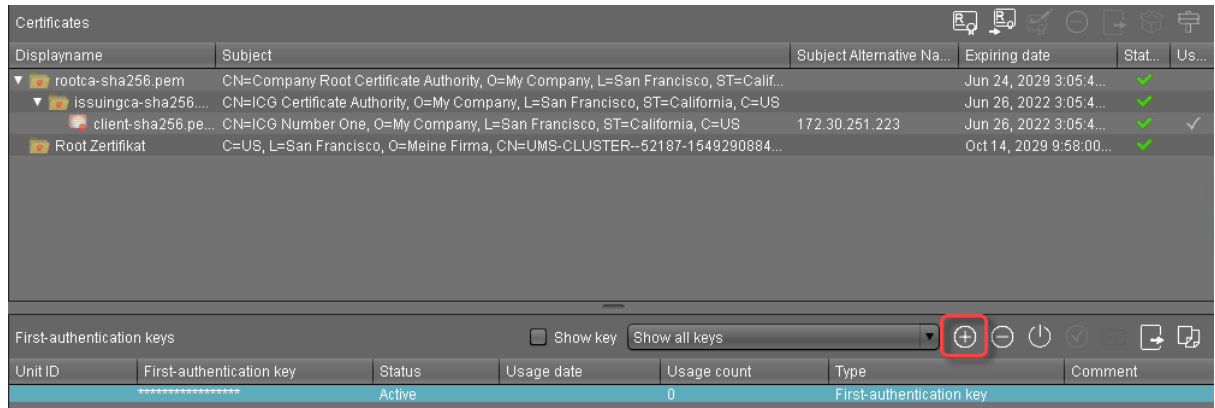 Certificates
Displayname Subject Subject Alternative Na... Expiring date Stat... Us...
rootca-sha256.pem CN=Company Root Certificate Authority, O=My Company, L=San Francisco, ST=Calif... Jun 24, 2029 3:05:4...
issuingca-sha256.... CN=ICG Certificate Authority, O=My Company, L=San Francisco, ST=California, C=US Jun 26, 2022 3:05:4...
client-sha256.pe... CN=ICG Number One, O=My Company, L=San Francisco, ST=California, C=US 172.30.251.223 Jun 26, 2022 3:05:4...
Root Zertifikat C=US, L=San Francisco, O=Meine Firma, CN=UMS-CLUSTER--52187-1549290884... Oct 14, 2029 9:58:00...
First-authentication keys Show key Show all keys
Unit ID First-authentication key Status Usage date Usage count Type Comment
***************** Active 0 First-authentication key